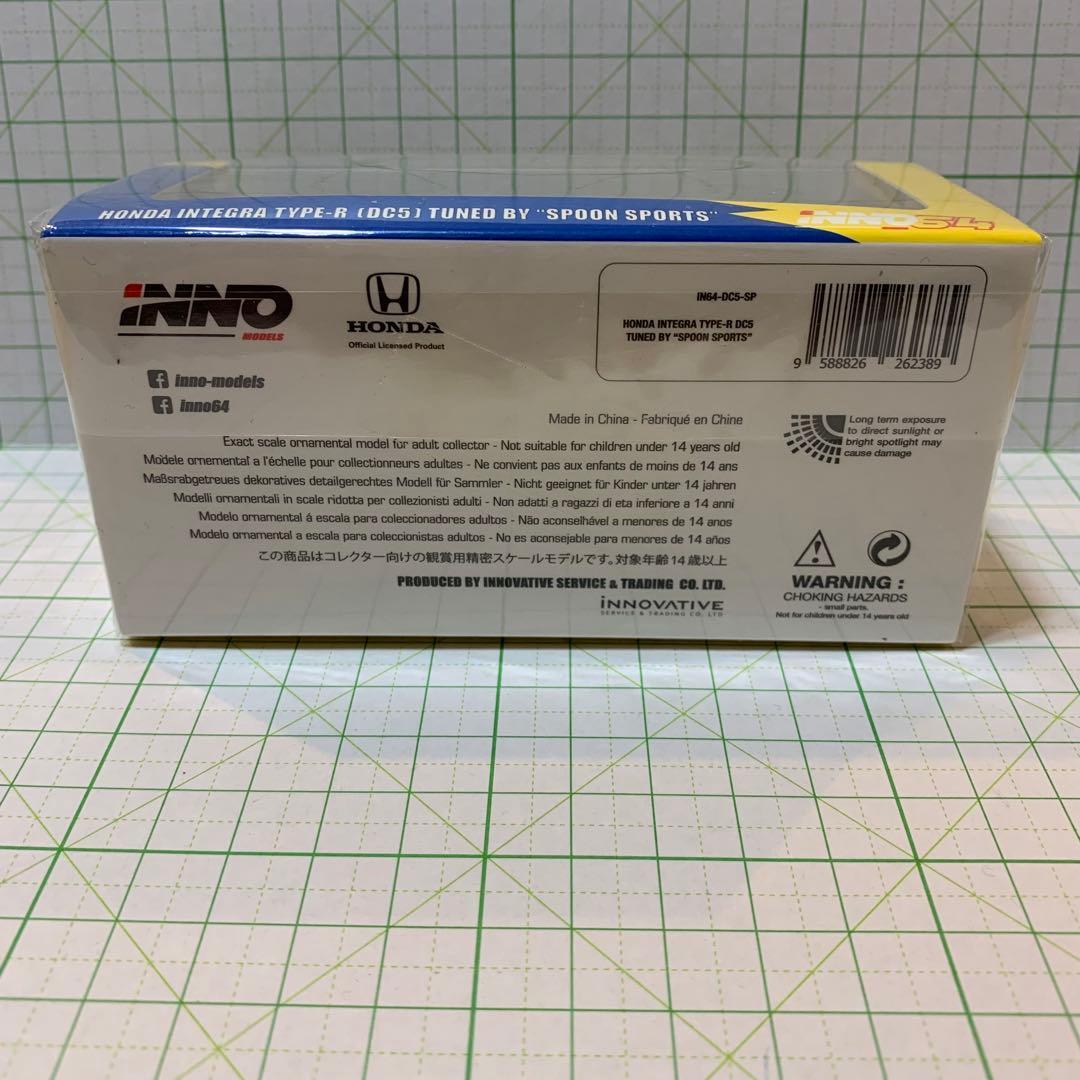 HONDA INTEGRA TYPE-R (DC5) TUNED BY "SPOON SPORTS"
INNO64
INNO
MODELS
HONDA
Official Licensed Product
inno-models
inno64
IN64-DC5-SP
HONDA INTEGRA TYPE-R DC5
TUNED BY "SPOON SPORTS"
9 588826 262389
Made in China - Fabriqué en Chine
Exact scale ornamental model for adult collector - Not suitable for children under 14 years old
Modèle ornemental a l'échelle pour collectionneurs adultes - Ne convient pas aux enfants de moins de 14 ans
Maßsrabgetreues dekoratives detailgerechtes Modell für Sammler - Nicht geeignet für Kinder unter 14 jahren
Modelli ornamentali in scale ridotta per collezionisti adulti - Non adatti a ragazzi di eta inferiore a 14 anni
Modelo ornamental á escala para coleccionadores adultos - Não aconselhável a menores de 14 anos
Modelo ornamental a escala para coleccionistas adultos - No es aconsejable para menores de 14 años
この商品はコレクター向けの観賞用精密スケールモデルです。対象年齢14歳以上
PRODUCED BY INNOVATIVE SERVICE & TRADING CO. LTD.
INNOVATIVE
SERVICE & TRADING CO. LTD
Long term exposure
to direct sunlight or
bright spotlight may
cause damage
WARNING :
CHOKING HAZARDS
- small parts.
Not for children under 14 years old